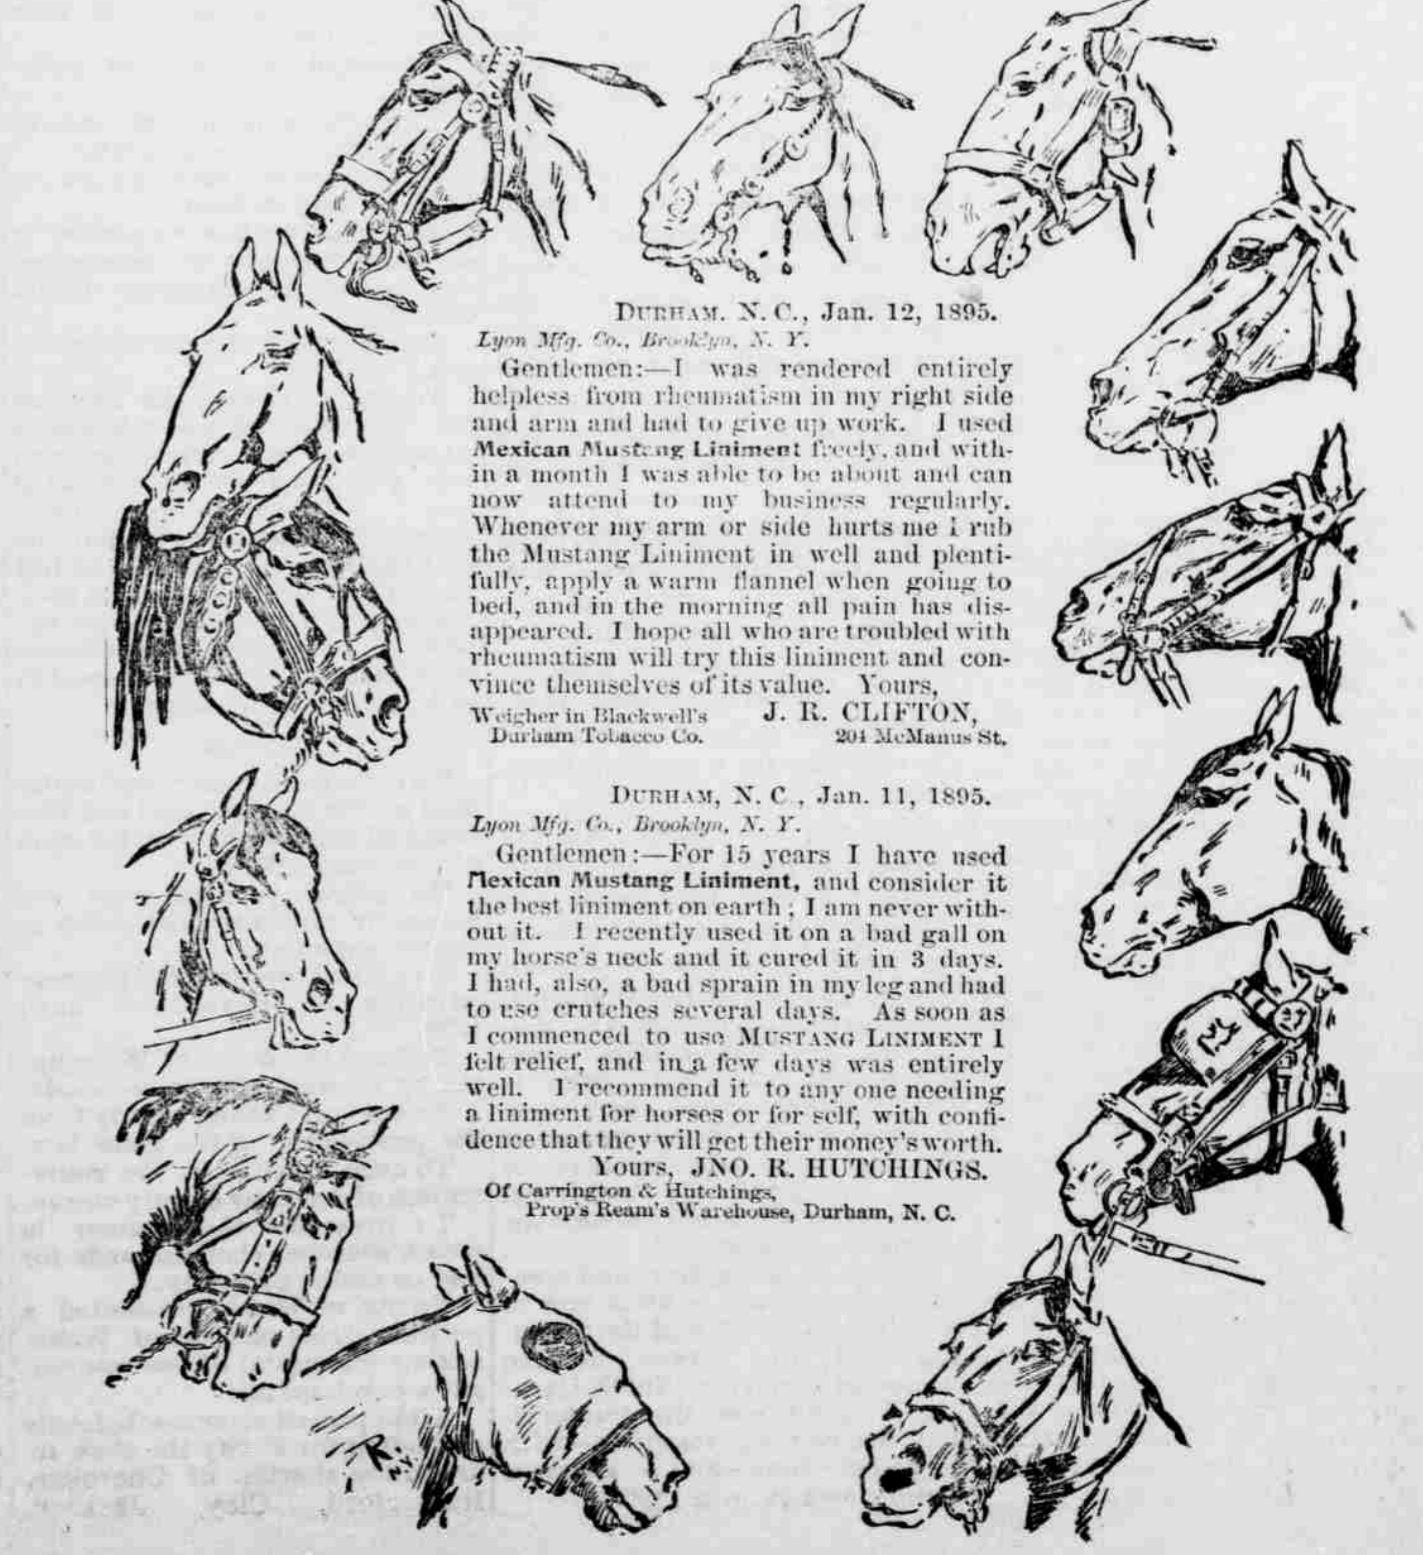 DURHAM. N. C., Jan. 12, 1895.
Lyon Mfg. Co., Brooklyn, N. Y.
Gentlemen:—I was rendered entirely
helpless from rheumatism in my right side
and arm and had to give up work. I used
Mexican Mustang Liniment freely, and with-
in a month I was able to be about and can
now attend to my business regularly.
Whenever my arm or side hurts me I rub
the Mustang Liniment in well and plenti-
fully, apply a warm flannel when going to
bed, and in the morning all pain has dis-
appeared. I hope all who are troubled with
rheumatism will try this liniment and con-
vince themselves of its value. Yours,
Weigher in Blackwell's J. R. CLIFTON,
Durham Tobacco Co. 204 McManus St.
DURHAM, N. C., Jan. 11, 1895.
Lyon Mfg. Co., Brooklyn, N. Y.
Gentlemen:—For 15 years I have used
Mexican Mustang Liniment, and consider it
the best liniment on earth; I am never with-
out it. I recently used it on a bad gall on
my horse's neck and it cured it in 3 days.
I had, also, a bad sprain in my leg and had
to use crutches several days. As soon as
I commenced to use MUSTANG LINIMENT I
felt relief, and in a few days was entirely
well. I recommend it to any one needing
a liniment for horses or for self, with confi-
dence that they will get their money's worth.
Yours, JNO. R. HUTCHINGS.
Of Carrington & Hutchings,
Prop's Ream's Warehouse, Durham, N. C.